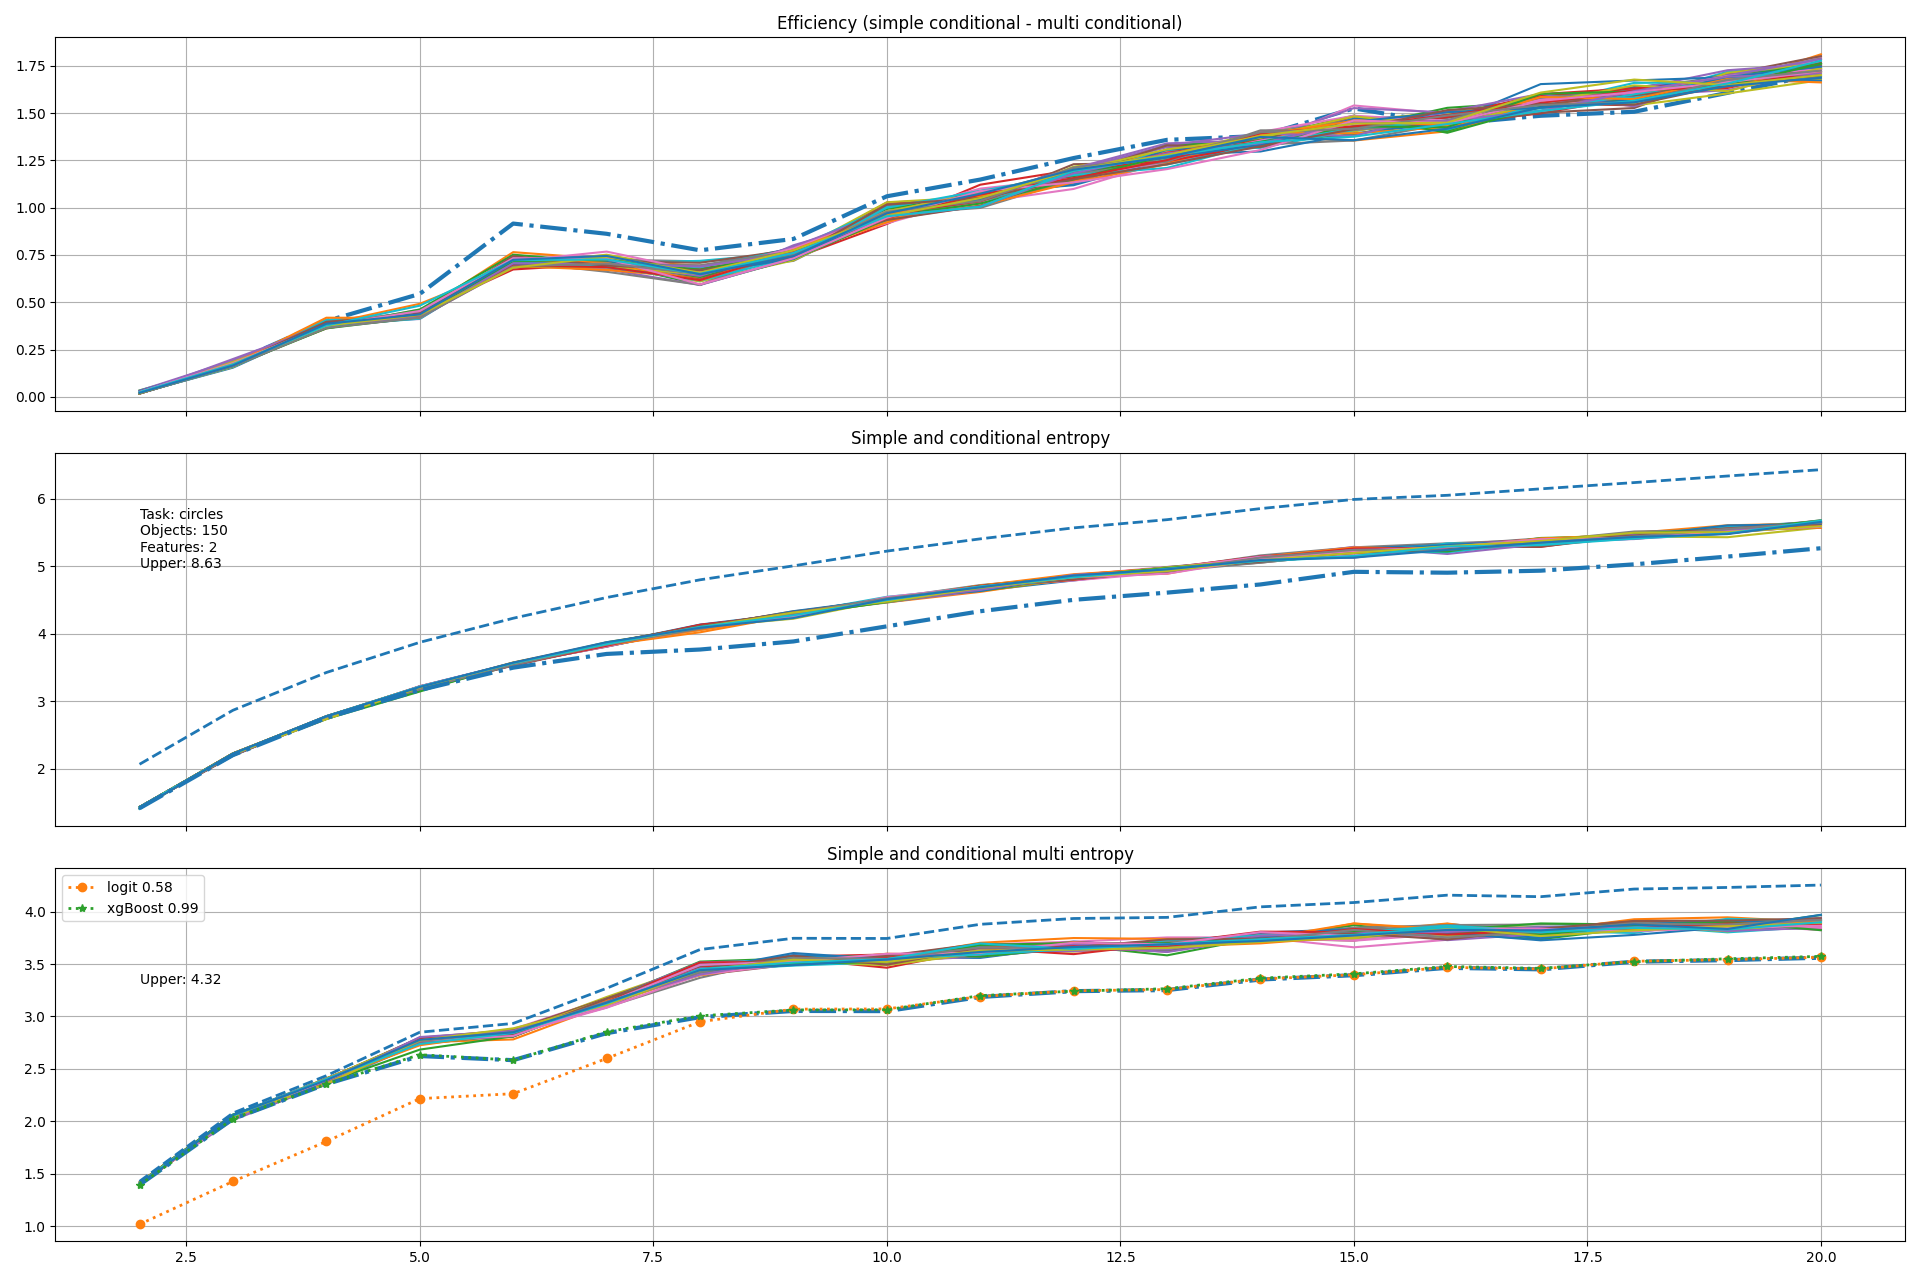 Efficiency (simple conditional - multi conditional)
1.75
1.50
1.25
1.00
0.75
0.50
0.25
0.00
Simple and conditional entropy
6
5
4
3
2
Task: circles
Objects: 150
Features: 2
Upper: 8.63
Simple and conditional multi entropy
logit 0.58
xgBoost 0.99
Upper: 4.32
4.0
3.5
3.0
2.5
2.0
1.5
1.0
2.5 5.0 7.5 10.0 12.5 15.0 17.5 20.0